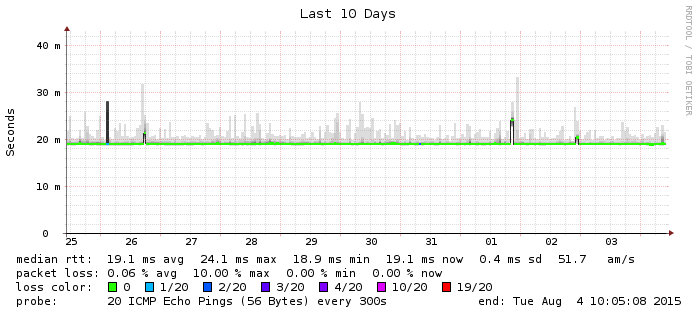 Last 10 Days
RRDTOOL / TOBI OETIKER
Seconds
40 m
30 m
20 m
10 m
0
25 26 27 28 29 30 31 01 02 03
median rtt: 19.1 ms avg 24.1 ms max 18.9 ms min 19.1 ms now 0.4 ms sd 51.7 am/s
packet loss: 0.06 % avg 10.00 % max 0.00 % min 0.00 % now
loss color: 0 1/20 2/20 3/20 4/20 10/20 19/20
probe: 20 ICMP Echo Pings (56 Bytes) every 300s end: Tue Aug 4 10:05:08 2015